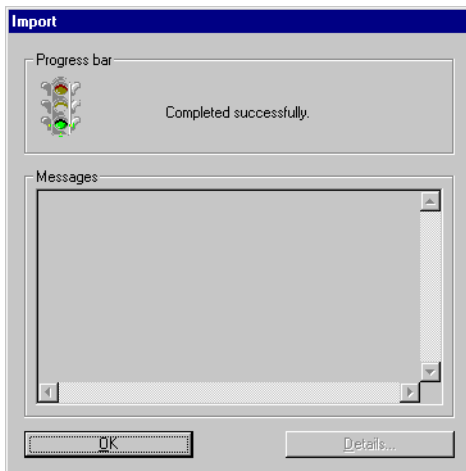 Import
Progress bar
Completed successfully.
Messages
OK
Details...